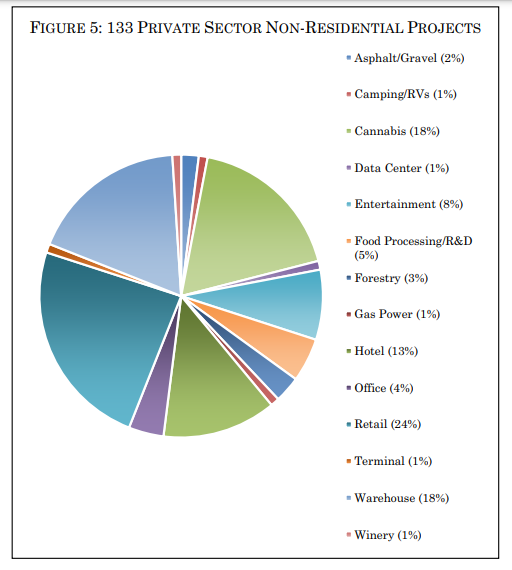 FIGURE 5: 133 PRIVATE SECTOR NON-RESIDENTIAL PROJECTS
Asphalt/Gravel (2%)
Camping/RVs (1%)
Cannabis (18%)
Data Center (1%)
Entertainment (8%)
Food Processing/R&D
(5%)
Forestry (3%)
Gas Power (1%)
Hotel (13%)
Office (4%)
Retail (24%)
Terminal (1%)
Warehouse (18%)
Winery (1%)